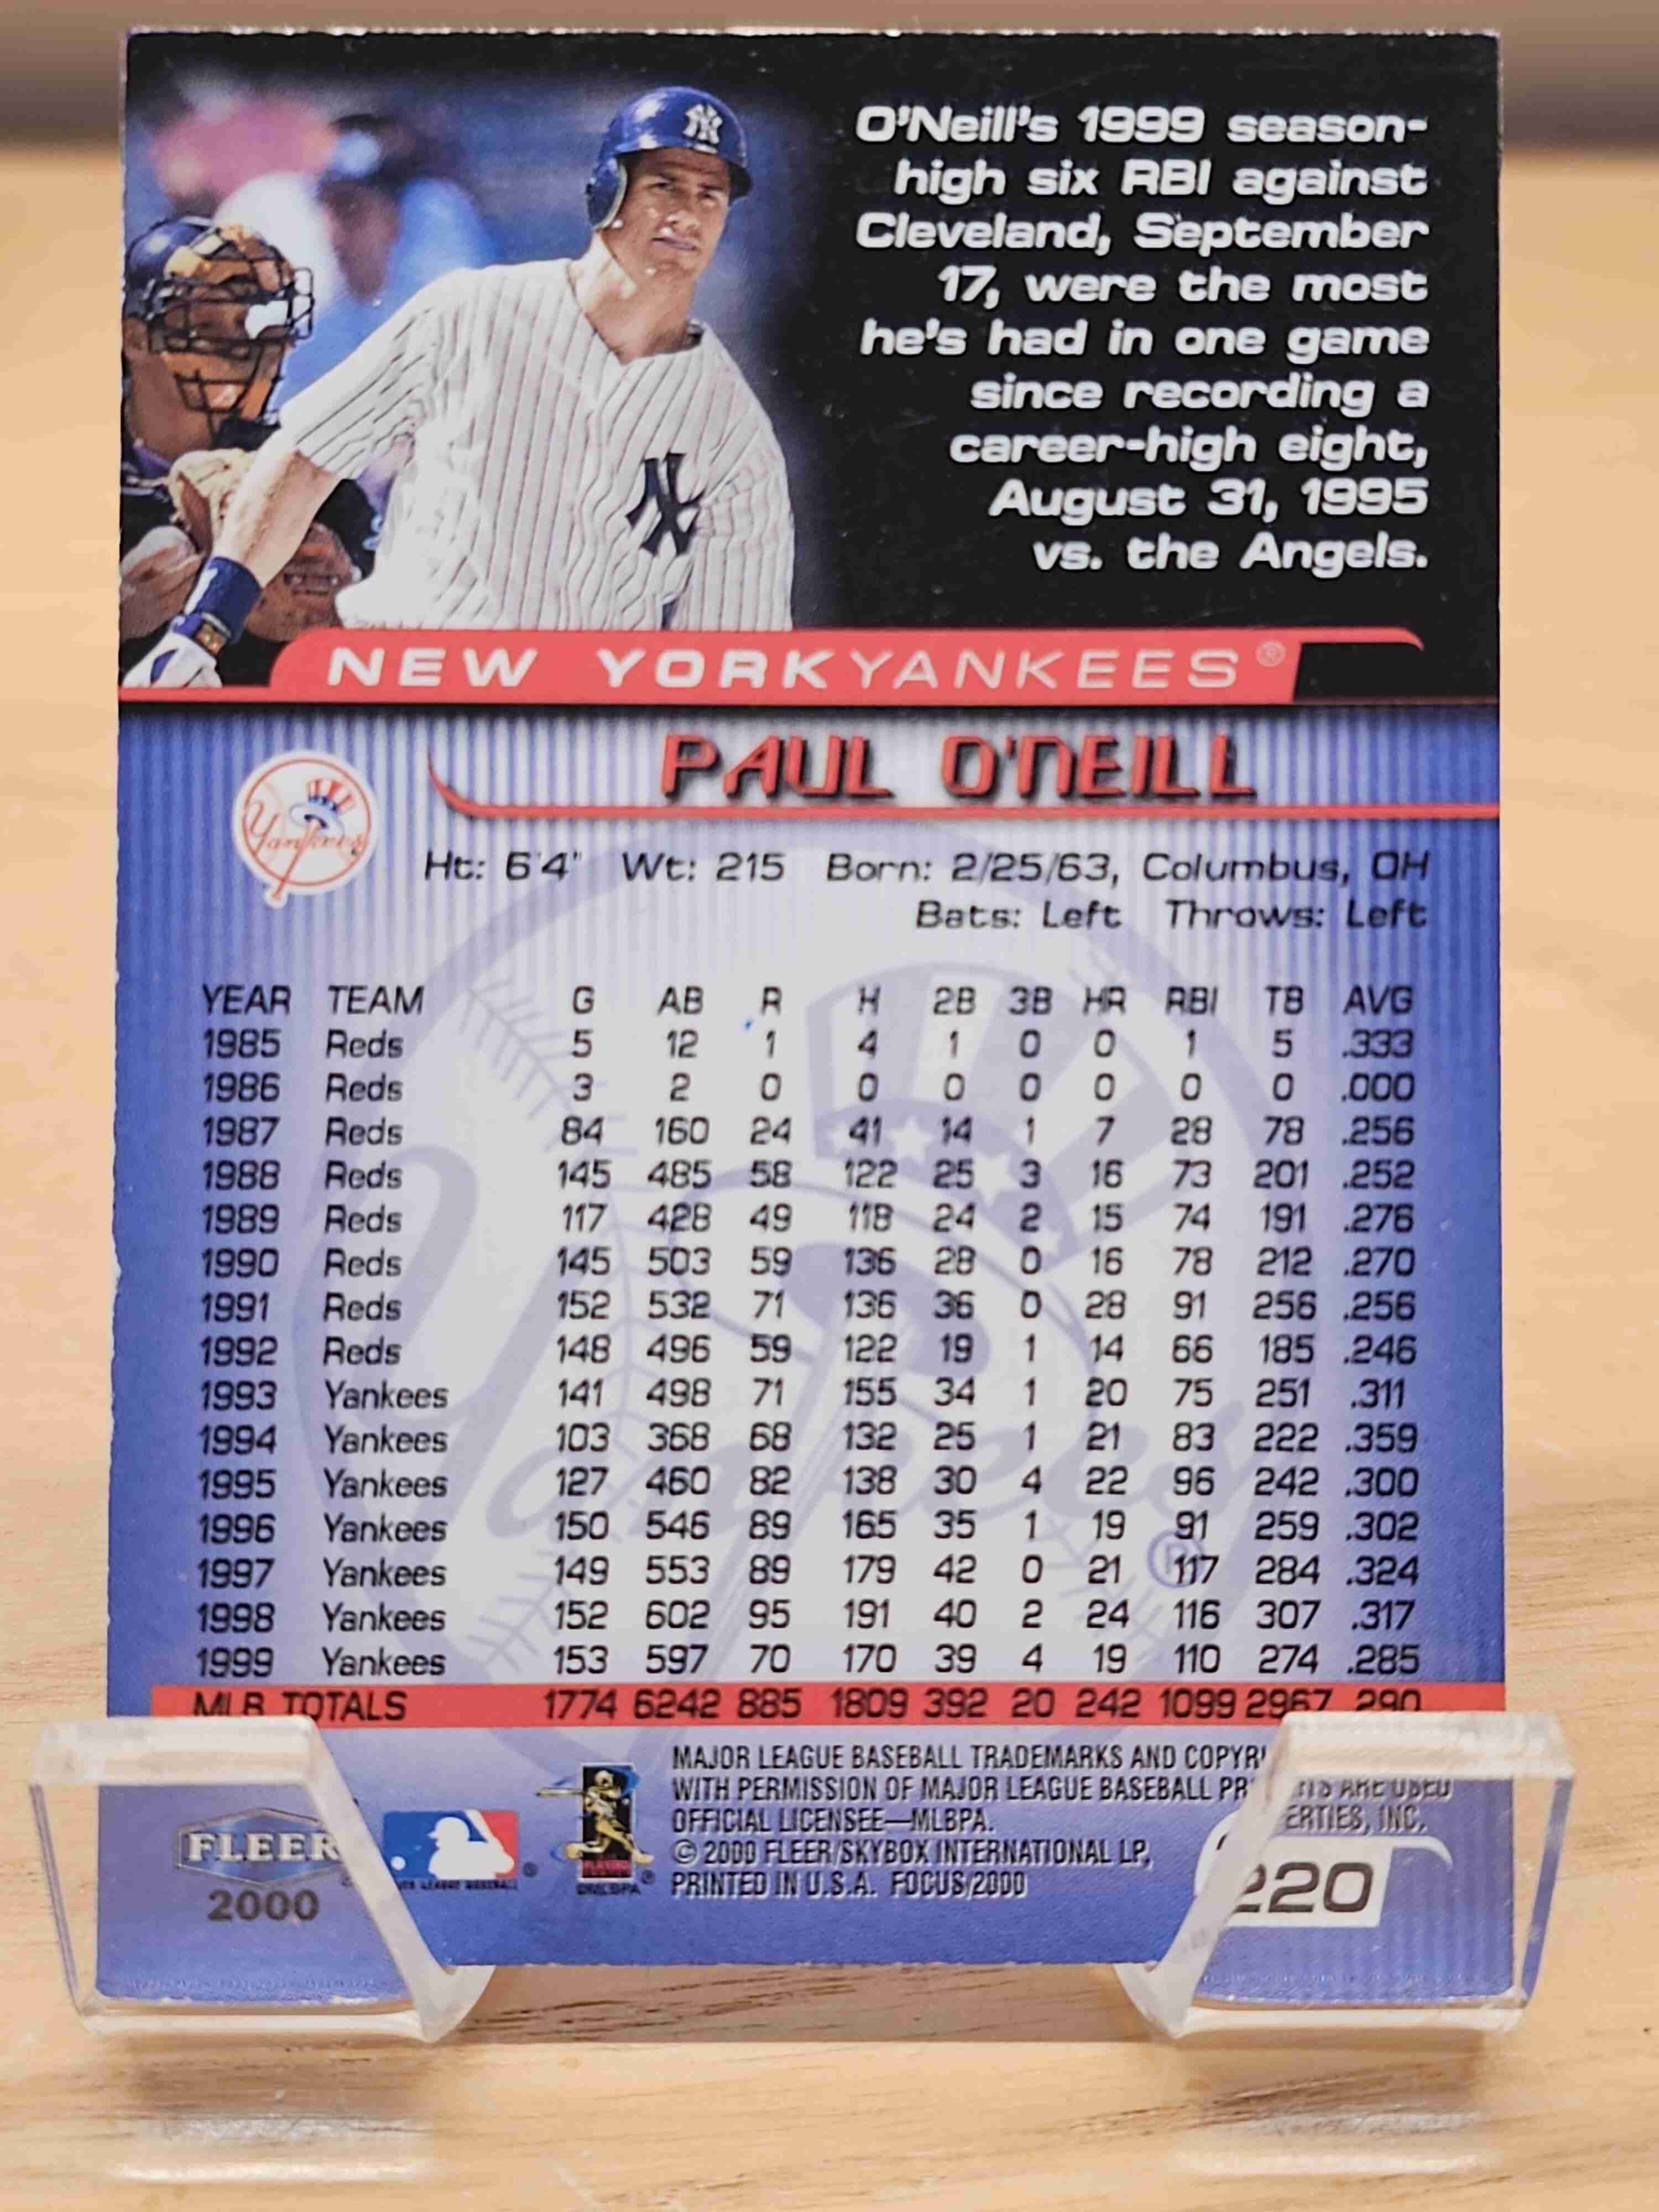 O'Neill's 1999 season-
high six RBI against
Cleveland, September
17, were the most
he's had in one game
since recording a
career-high eight,
August 31, 1995
vs. the Angels.
NEW YORKYANKEES®
PAUL O'NEILL
Yankees
Ht: 6'4" Wt: 215 Born: 2/25/63, Columbus, OH
Bats: Left Throws: Left
YEAR TEAM G AB R H 2B 3B HR RBI TB AVG
1985 Reds 5 12 1 4 1 0 0 1 5 .333
1986 Reds 3 2 0 0 0 0 0 0 0 .000
1987 Reds 84 160 24 41 14 1 7 28 78 .256
1988 Reds 145 485 58 122 25 3 16 73 201 .252
1989 Reds 117 428 49 118 24 2 15 74 191 .276
1990 Reds 145 503 59 136 28 0 16 78 212 .270
1991 Reds 152 532 71 136 36 0 28 91 256 .256
1992 Reds 148 496 59 122 19 1 14 66 185 .246
1993 Yankees 141 498 71 155 34 1 20 75 251 .311
1994 Yankees 103 368 68 132 25 1 21 83 222 .359
1995 Yankees 127 460 82 138 30 4 22 96 242 .300
1996 Yankees 150 546 89 165 35 1 19 91 259 .302
1997 Yankees 149 553 89 179 42 0 21 117 284 .324
1998 Yankees 152 602 95 191 40 2 24 116 307 .317
1999 Yankees 153 597 70 170 39 4 19 110 274 .285
MLB TOTALS 1774 6242 885 1809 392 20 242 1099 2967 .290
MAJOR LEAGUE BASEBALL TRADEMARKS AND ARE USED
WITH PERMISSION OF MAJOR LEAGUE BASEBALL INC.
OFFICIAL LICENSEE—MLBPA.
© 2000 FLEER/SKYBOX INTERNATIONAL LP,
PRINTED IN U.S.A. FOCUS/2000
FLEER
2000
220